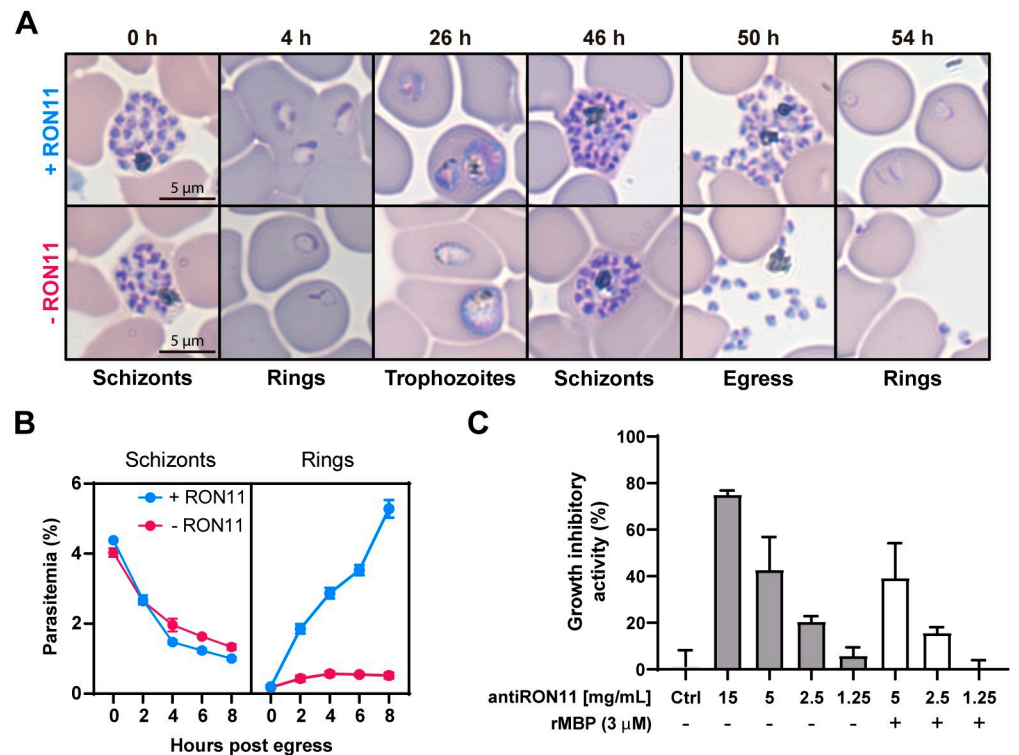 A
0 h 4 h 26 h 46 h 50 h 54 h
+ RON11
5 µm
- RON11
5 µm
Schizonts Rings Trophozoites Schizonts Egress Rings
B
Schizonts Rings
Parasitemia (%)
6
4
2
0
+ RON11
- RON11
0 2 4 6 8 0 2 4 6 8
Hours post egress
C
Growth inhibitory
activity (%)
100
80
60
40
20
0
antiRON11 [mg/mL] Ctrl 15 5 2.5 1.25 5 2.5 1.25
rMBP (3 µM) - - - - - + + +